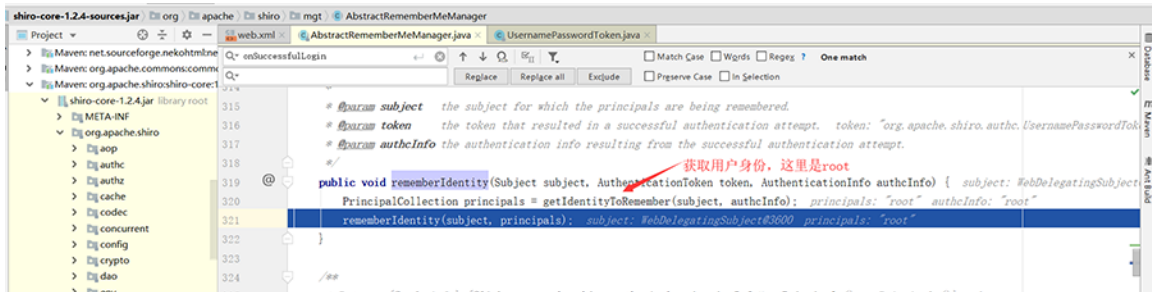 shiro-core-1.2.4-sources.jar org apache shiro mgt AbstractRememberMeManager
Project web.xml AbstractRememberMeManager.java UsernamePasswordToken.java
Maven: net.sourceforge.nekohtml:ne
Maven: org.apache.commons:comm
Maven: org.apache.shiro:shiro-core:1
shiro-core-1.2.4.jar library root
META-INF
org.apache.shiro
aop
authc
authz
cache
codec
concurrent
config
crypto
dao
onSuccessfulLogin Match Case Words Regex ? One match
Replace Replace all Exclude Preserve Case In Selection
315 * @param subject the subject for which the principals are being remembered.
316 * @param token the token that resulted in a successful authentication attempt. token: "org.apache.shiro.authc.UsernamePasswordTok
317 * @param authcInfo the authentication info resulting from the successful authentication attempt.
318 */
获取用户身份，这里是root
319 @ public void rememberIdentity(Subject subject, AuthenticationToken token, AuthenticationInfo authcInfo) { subject: WebDelegatingSubject
320 PrincipalCollection principals = getIdentityToRemember(subject, authcInfo); principals: "root" authcInfo: "root"
321 rememberIdentity(subject, principals); subject: WebDelegatingSubject@3600 principals: "root"
322 }
323
324 /**
Database
Maven
Ant Build